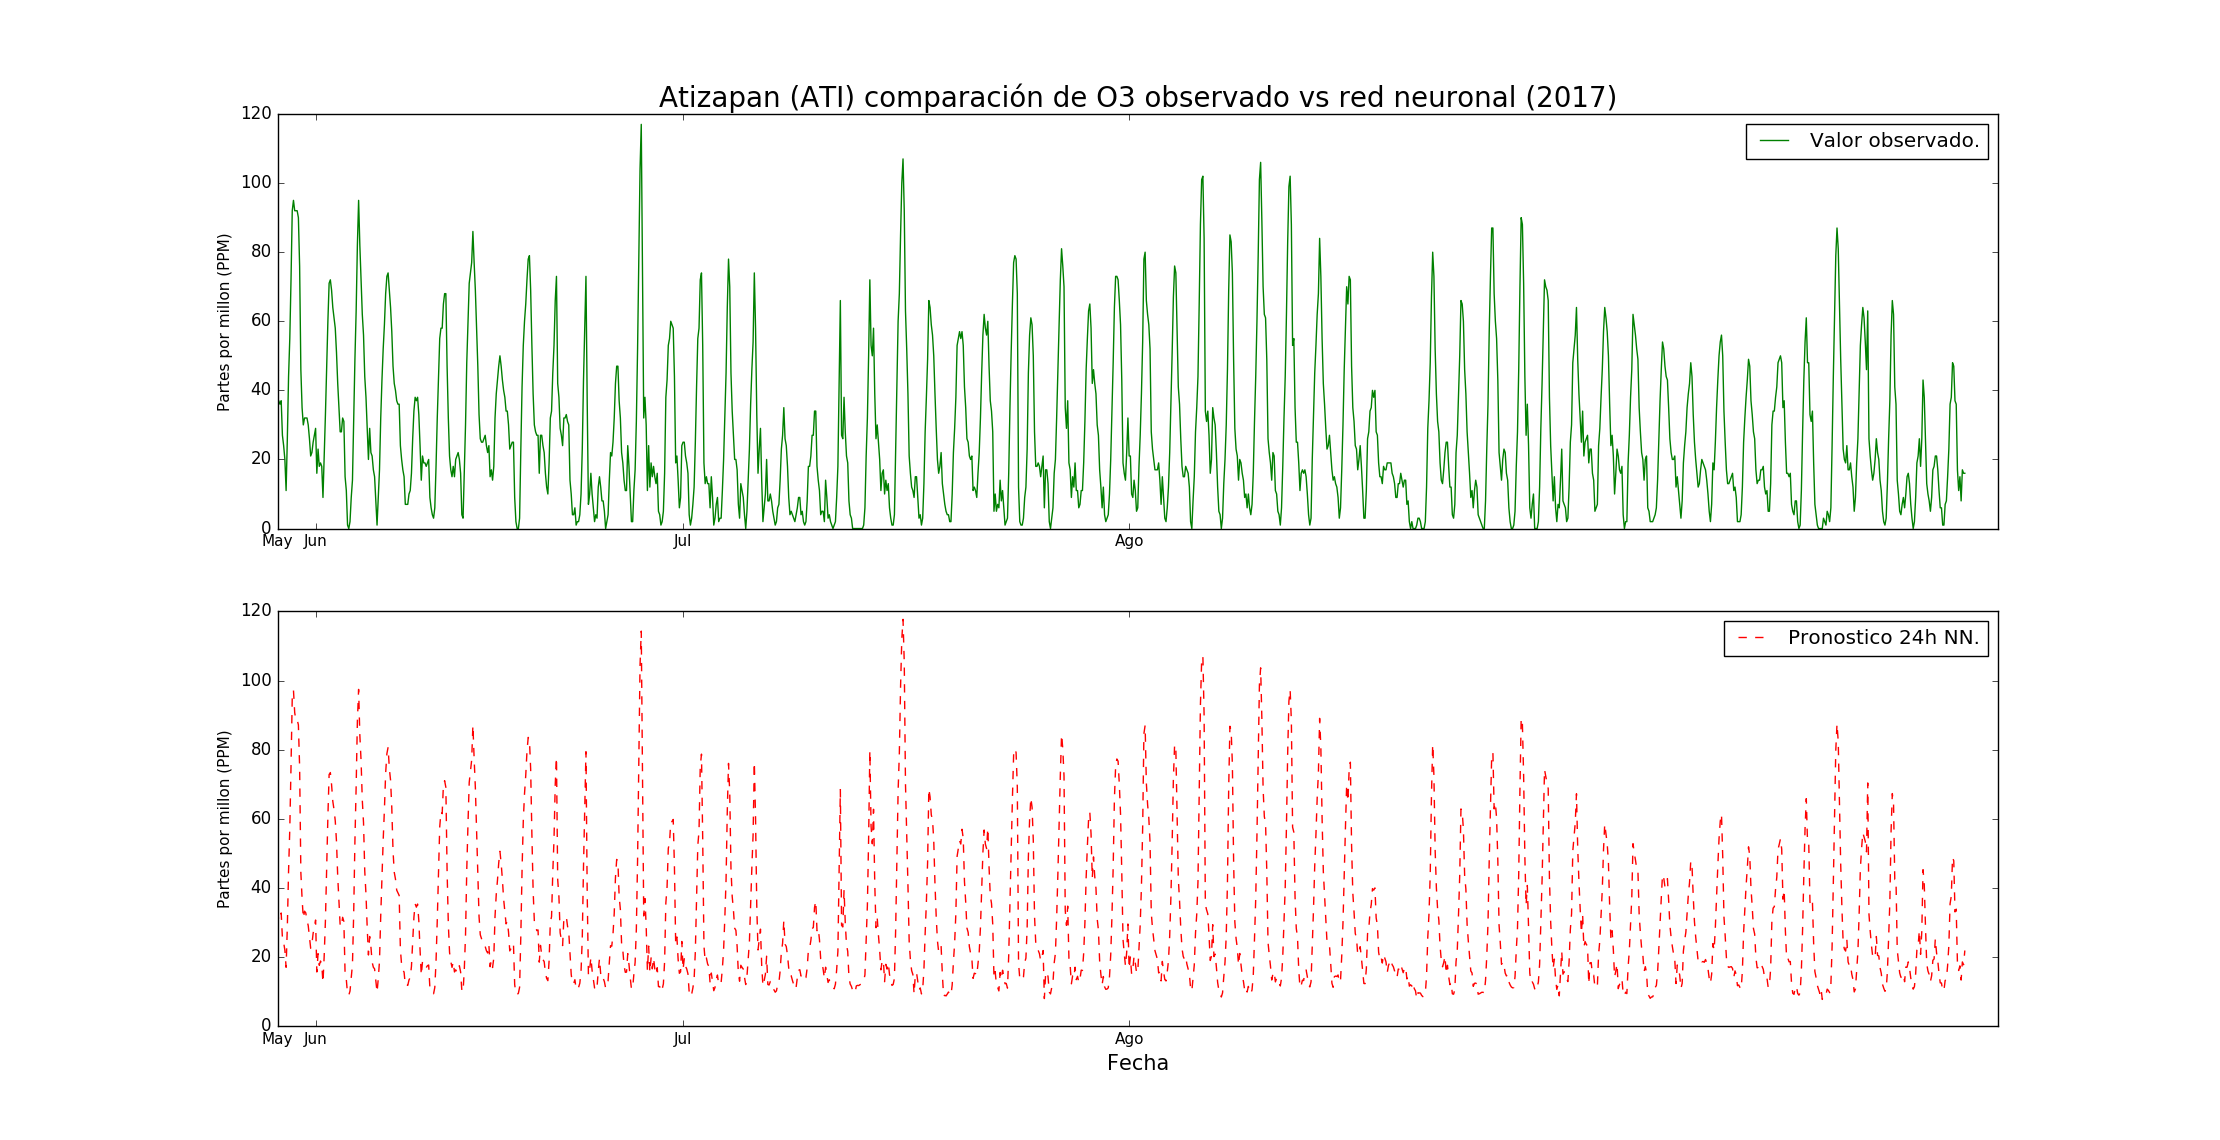 Atizapan (ATI) comparación de O3 observado vs red neuronal (2017)
120
100
80
60
40
20
0
Partes por millon (PPM)
Valor observado.
May Jun Jul Ago
120
100
80
60
40
20
0
Partes por millon (PPM)
Pronostico 24h NN.
May Jun Jul Ago
Fecha